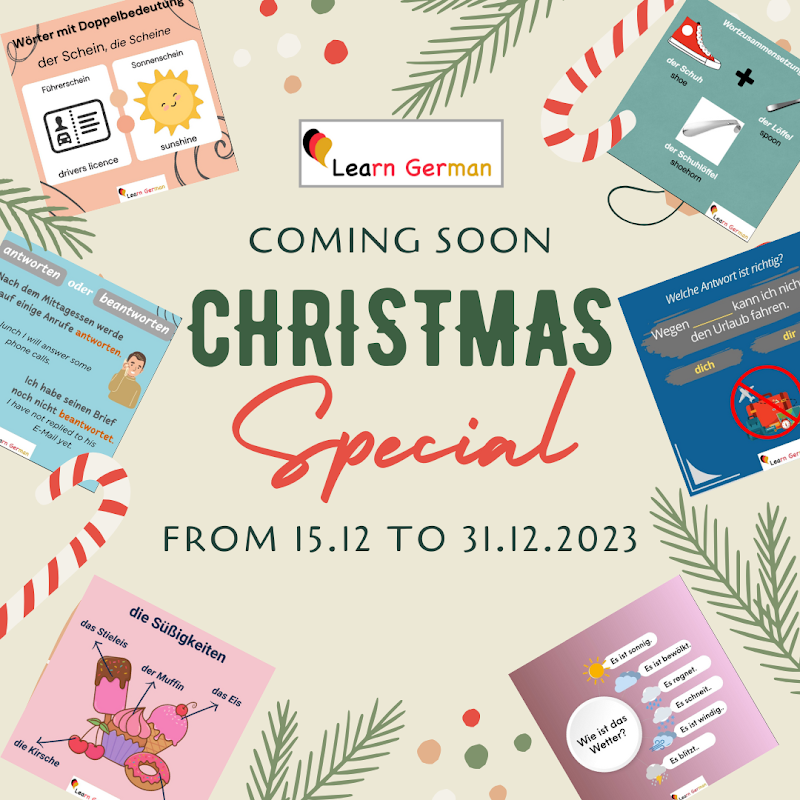 Wörter mit Doppelbedeutung
der Schein, die Scheine
Führerschein
drivers licence
Sonnenschein
sunshine
Learn German
Wortzusammensetzung
der Schuh
shoe
der Löffel
spoon
der Schuhlöffel
shoehorn
Learn German
Learn German
COMING SOON
CHRISTMAS
Special
FROM 15.12 TO 31.12.2023
antworten oder beantworten
Nach dem Mittagessen werde
auf einige Anrufe antworten.
lunch I will answer some
phone calls.
Ich habe seinen Brief
noch nicht beantwortet.
I have not replied to his
E-Mail yet.
German
Welche Antwort ist richtig?
Wegen ____ kann ich nich
den Urlaub fahren.
dich
dir
Learn Ger
die Süßigkeiten
das Stieleis
der Muffin
das Eis
die Kirsche
Learn German
Wie ist das
Wetter?
Es ist sonnig.
Es ist bewölkt.
Es regnet..
Es schneit..
Es ist windig..
Es blitzt..
Learn German